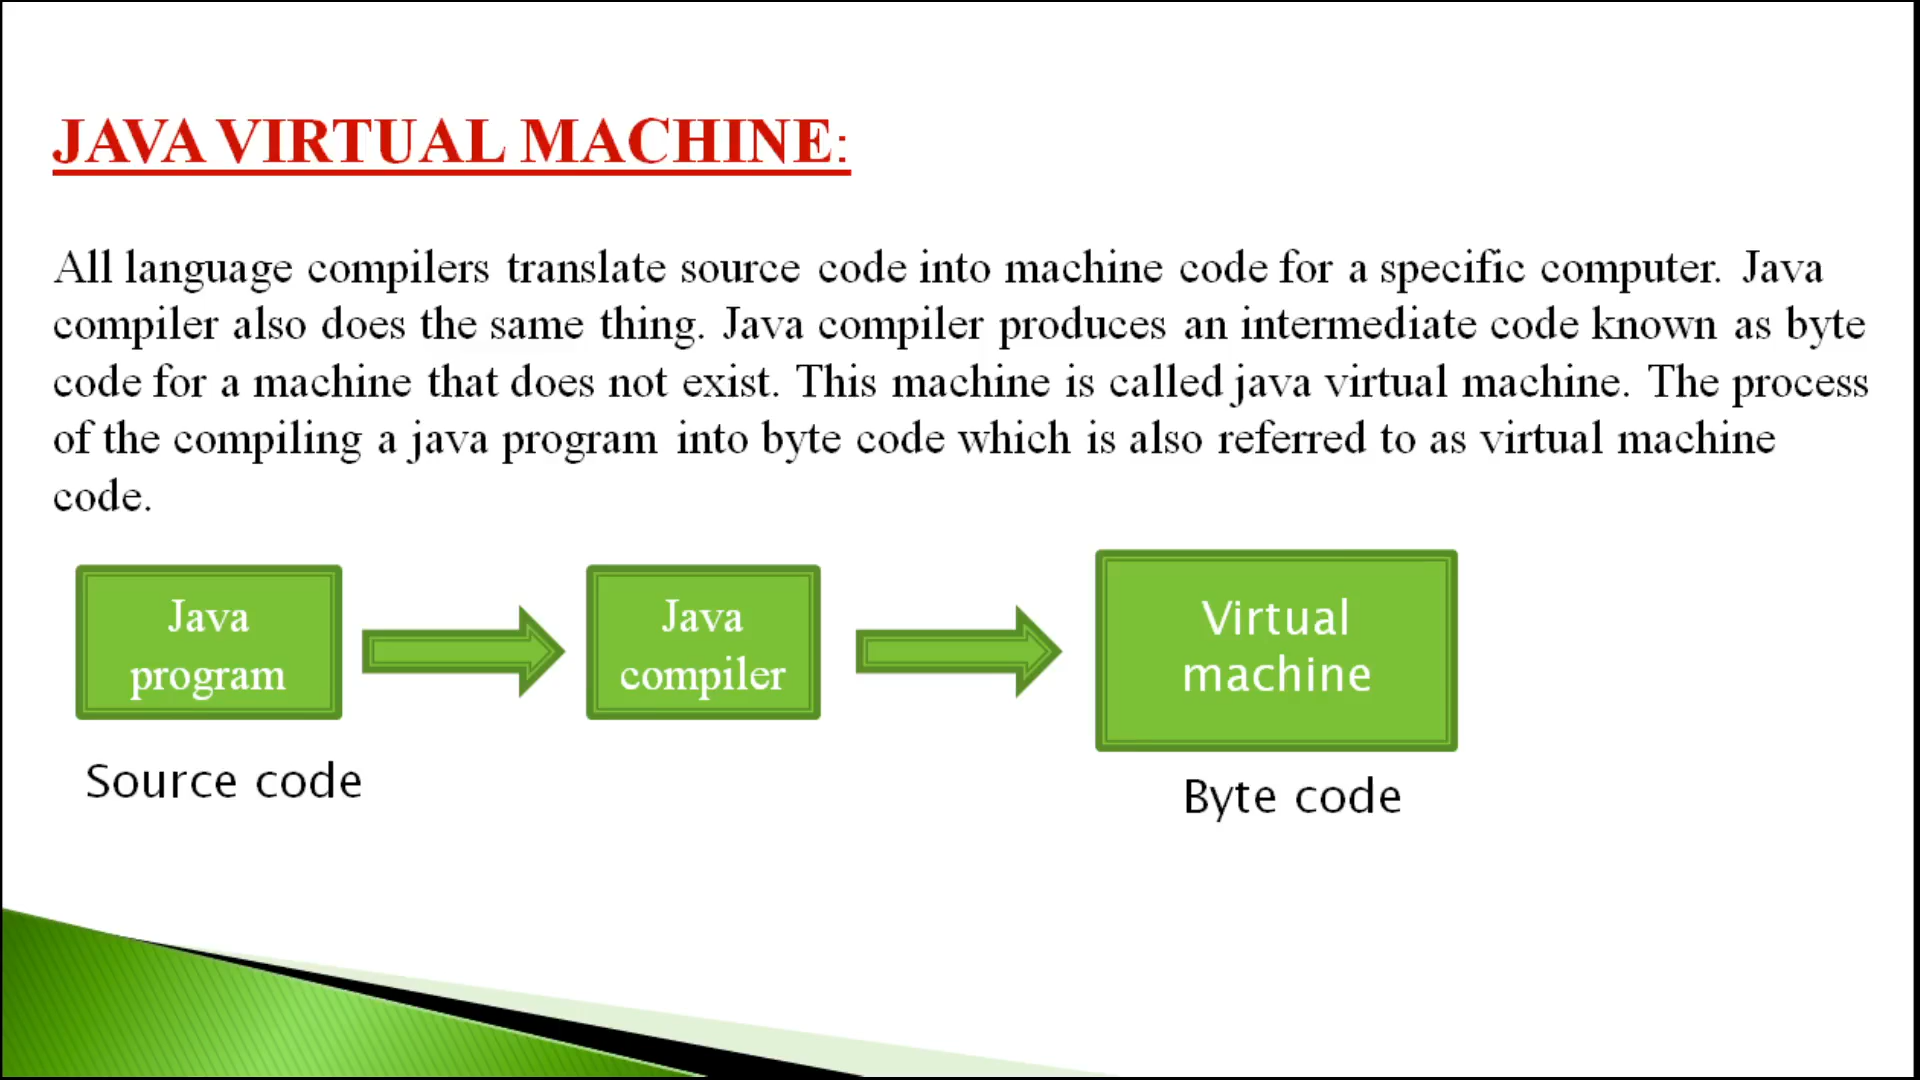 JAVA VIRTUAL MACHINE:
All language compilers translate source code into machine code for a specific computer. Java
compiler also does the same thing. Java compiler produces an intermediate code known as byte
code for a machine that does not exist. This machine is called java virtual machine. The process
of the compiling a java program into byte code which is also referred to as virtual machine
code.
Java
program
Java
compiler
Virtual
machine
Source code
Byte code